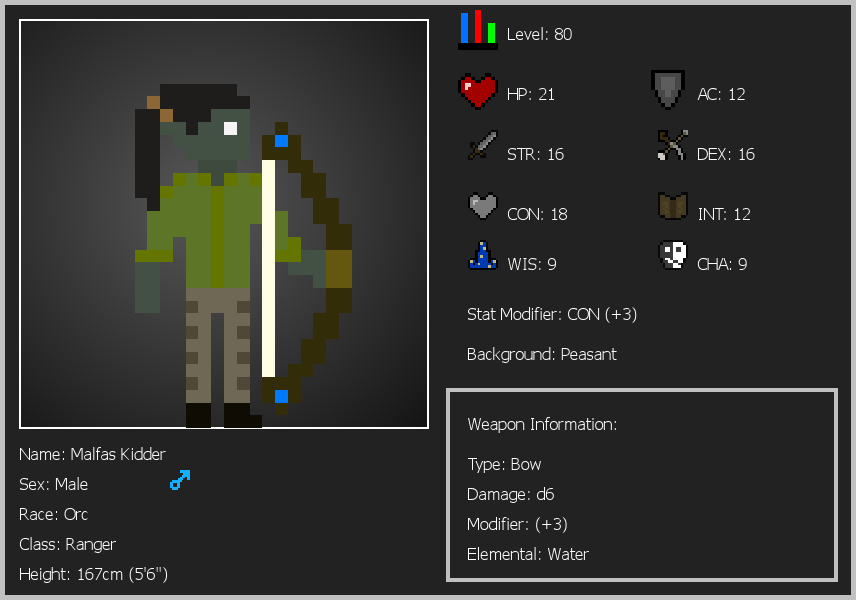 Level: 80
HP: 21
AC: 12
STR: 16
DEX: 16
CON: 18
INT: 12
WIS: 9
CHA: 9
Stat Modifier: CON (+3)
Background: Peasant
Weapon Information:
Type: Bow
Damage: d6
Modifier: (+3)
Elemental: Water
Name: Malfas Kidder
Sex: Male
Race: Orc
Class: Ranger
Height: 167cm (5'6")